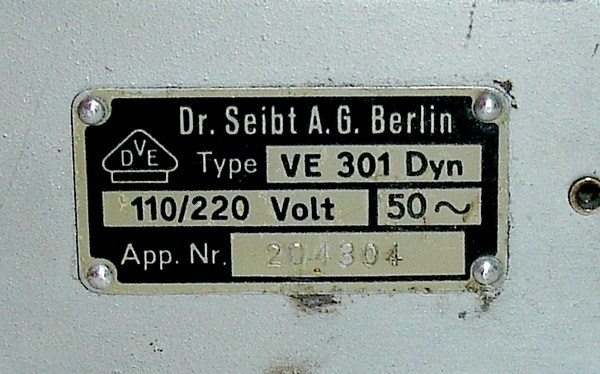 Dr. Seibt A.G. Berlin
DVE
Type VE 301 Dyn
110/220 Volt 50 ~
App. Nr. 204304